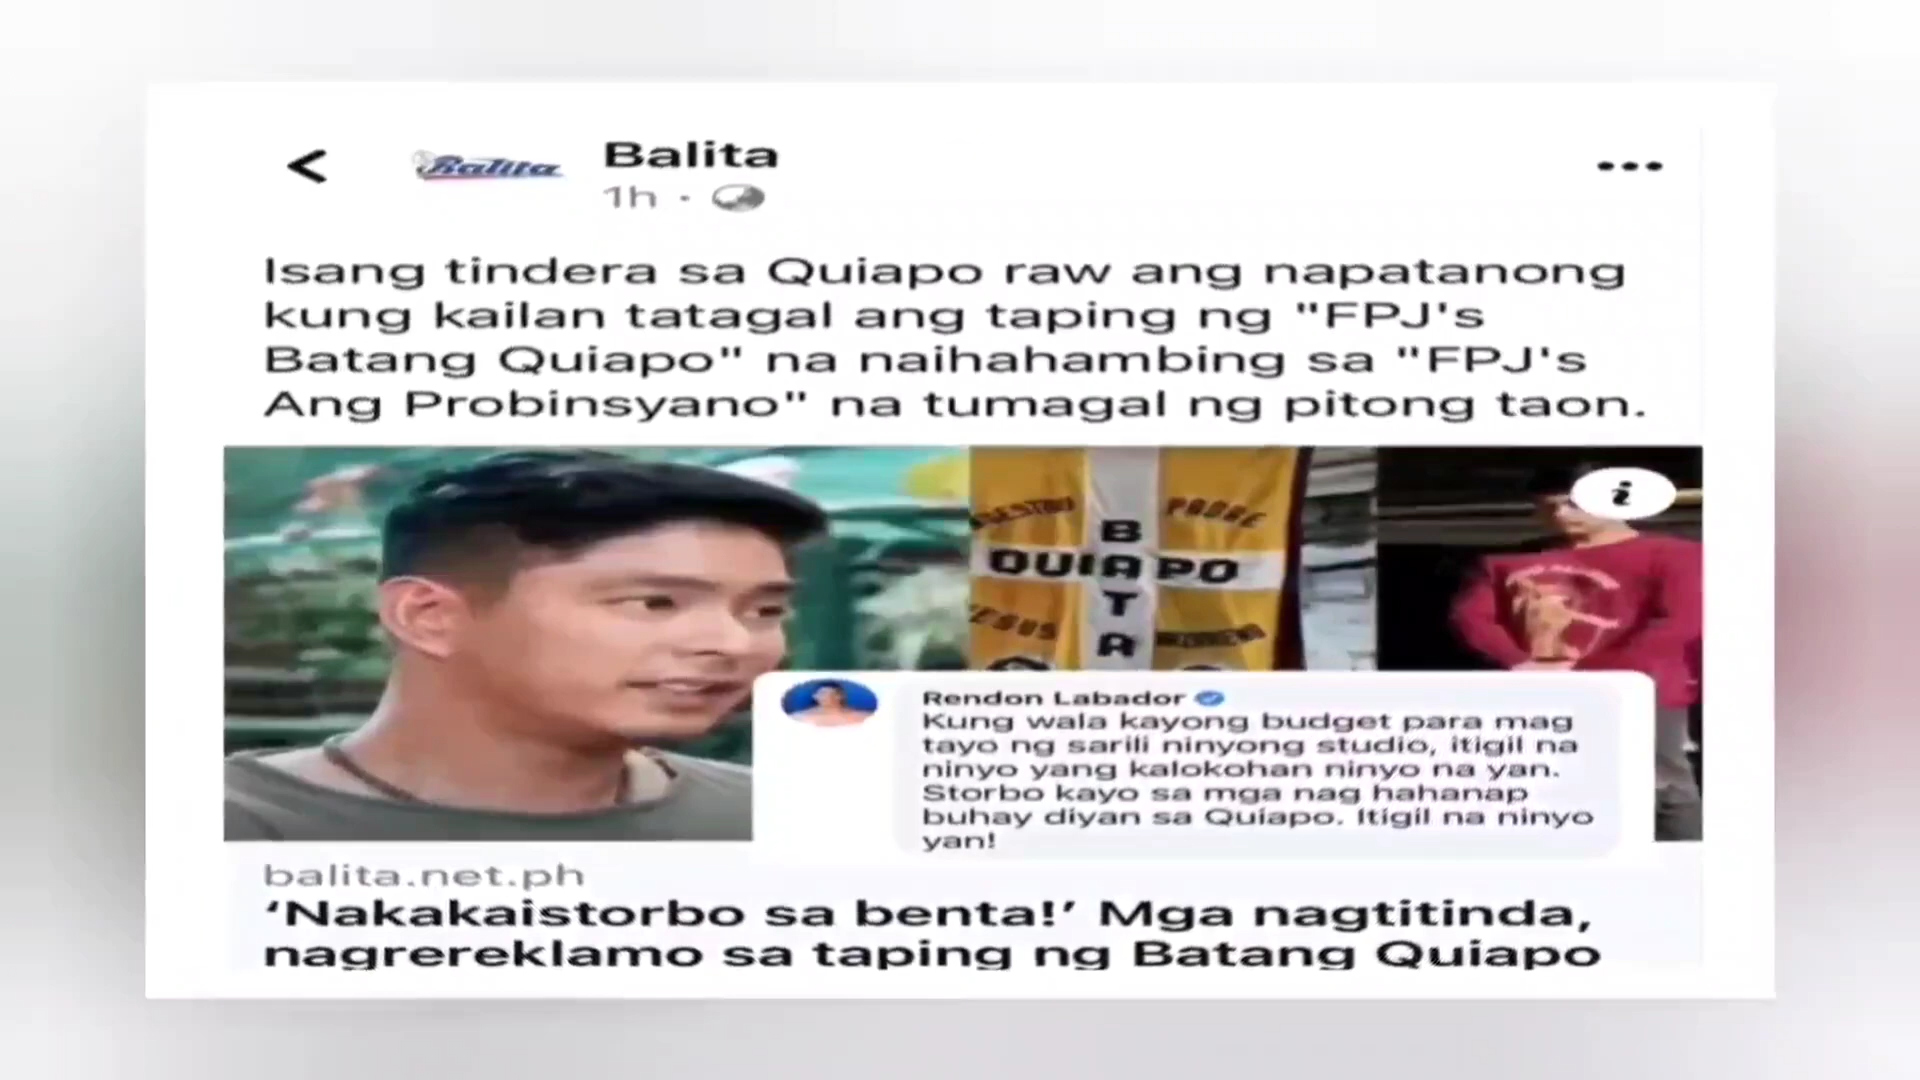 Balita
Balita
1h ·
Isang tindera sa Quiapo raw ang napatanong
kung kailan tatagal ang taping ng "FPJ's
Batang Quiapo" na naihahambing sa "FPJ's
Ang Probinsyano" na tumagal ng pitong taon.
PADRE
BATA
QUIAPO
i
Rendon Labador
Kung wala kayong budget para mag
tayo ng sarili ninyong studio, itigil na
ninyo yang kalokohan ninyo na yan.
Storbo kayo sa mga nag hahanap
buhay diyan sa Quiapo. Itigil na ninyo
yan!
balita.net.ph
‘Nakakaistorbo sa benta!’ Mga nagtitinda,
nagrereklamo sa taping ng Batang Quiapo